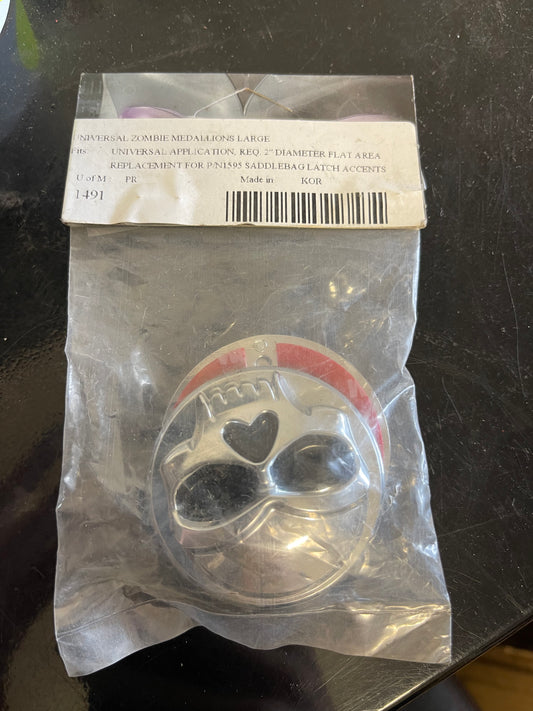 UNIVERSAL ZOMBIE MEDALLIONS LARGE
Fits: UNIVERSAL APPLICATION, REQ. 2" DIAMETER FLAT AREA
REPLACEMENT FOR P/N1595 SADDLEBAG LATCH ACCENTS
U of M PR Made in KOR
1491